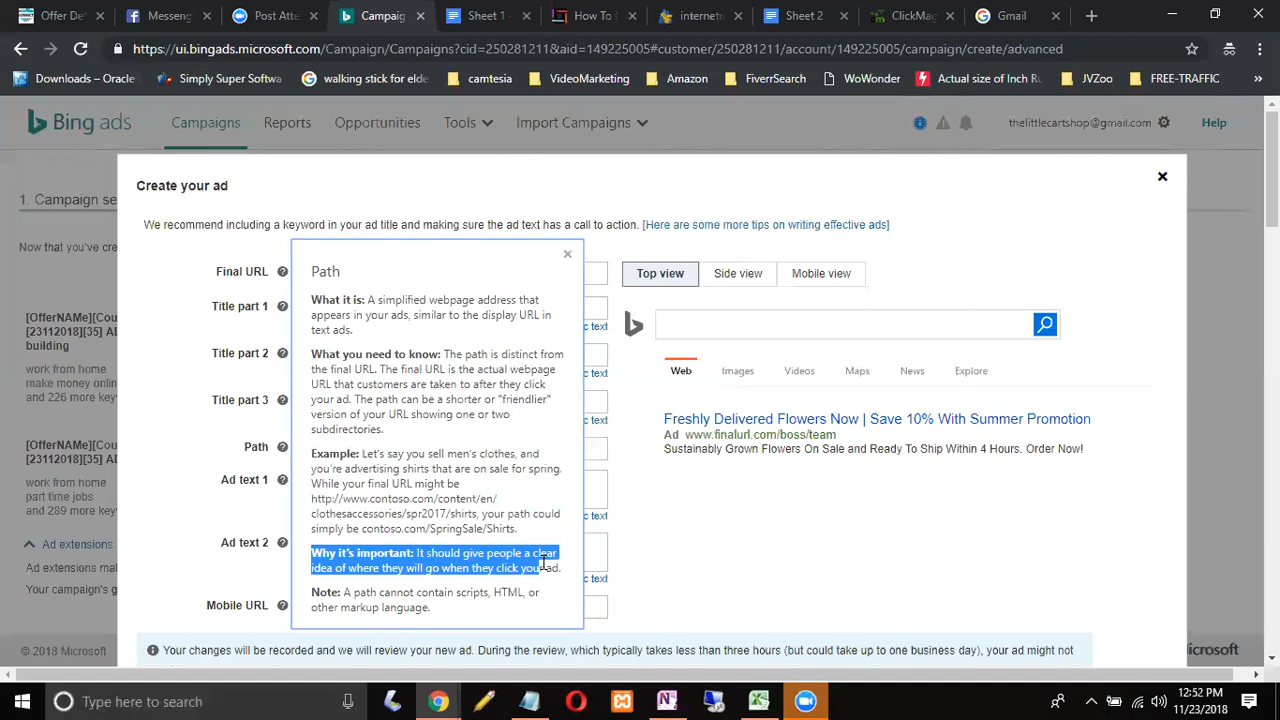 Offer De
Messeng
Post Atte
Campaig
Sheet 1 -
How To C
internetm
Sheet 2
ClickMag
Gmail
https://ui.bingads.microsoft.com/Campaign/Campaigns?cid=250281211&aid=149225005#customer/250281211/account/149225005/campaign/create/advanced
Downloads – Oracle
Simply Super Softwa
walking stick for elde
camtesia
VideoMarketing
Amazon
FiverrSearch
WoWonder
Actual size of Inch Ru
JVZoo
FREE-TRAFFIC
Bing ads
Campaigns
Reports
Opportunities
Tools
Import Campaigns
thelittlecartshop@gmail.com
Help
1. Campaign se
Now that you've cre
[OfferNAMe][Cou
[23112018][35] AD
building
work from home
make money onlin
and 226 more key
[OfferNAMe][Cou
[23112018][35] AD
work from home
part time jobs
and 289 more key
Ad extensions
Ad extensions mak
Your campaign's g
© 2018 Microsoft
Create your ad
We recommend including a keyword in your ad title and making sure the ad text has a call to action. [Here are some more tips on writing effective ads]
Final URL
Title part 1
Title part 2
Title part 3
Path
Ad text 1
Ad text 2
Mobile URL
Path
What it is: A simplified webpage address that
appears in your ads, similar to the display URL in
text ads.
What you need to know: The path is distinct from
the final URL. The final URL is the actual webpage
URL that customers are taken to after they click
your ad. The path can be a shorter or "friendlier"
version of your URL showing one or two
subdirectories.
Example: Let's say you sell men's clothes, and
you're advertising shirts that are on sale for spring.
While your final URL might be
http://www.contoso.com/content/en/
clothesaccessories/spr2017/shirts, your path could
simply be contoso.com/SpringSale/Shirts.
Why it's important: It should give people a clear
idea of where they will go when they click your ad.
Note: A path cannot contain scripts, HTML, or
other markup language.
c text
c text
c text
c text
c text
Top view
Side view
Mobile view
Web
Images
Videos
Maps
News
Explore
Freshly Delivered Flowers Now | Save 10% With Summer Promotion
Ad www.finalurl.com/boss/team
Sustainably Grown Flowers On Sale and Ready To Ship Within 4 Hours. Order Now!
Your changes will be recorded and we will review your new ad. During the review, which typically takes less than three hours (but could take up to one business day), your ad might not
Type here to search
12:52 PM
11/23/2018